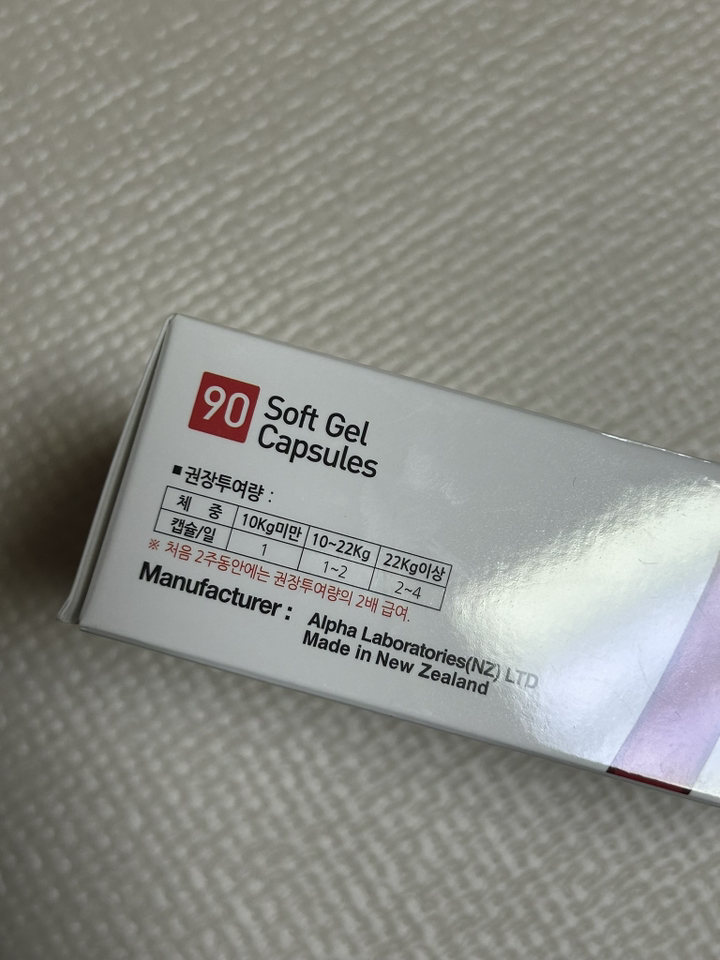 90 Soft Gel
Capsules
■권장투여량 :
체 중 10Kg미만 10~22Kg 22Kg이상
캡슐/일 1 1~2 2~4
※ 처음 2주동안에는 권장투여량의 2배 급여.
Manufacturer : Alpha Laboratories(NZ) LTD
Made in New Zealand